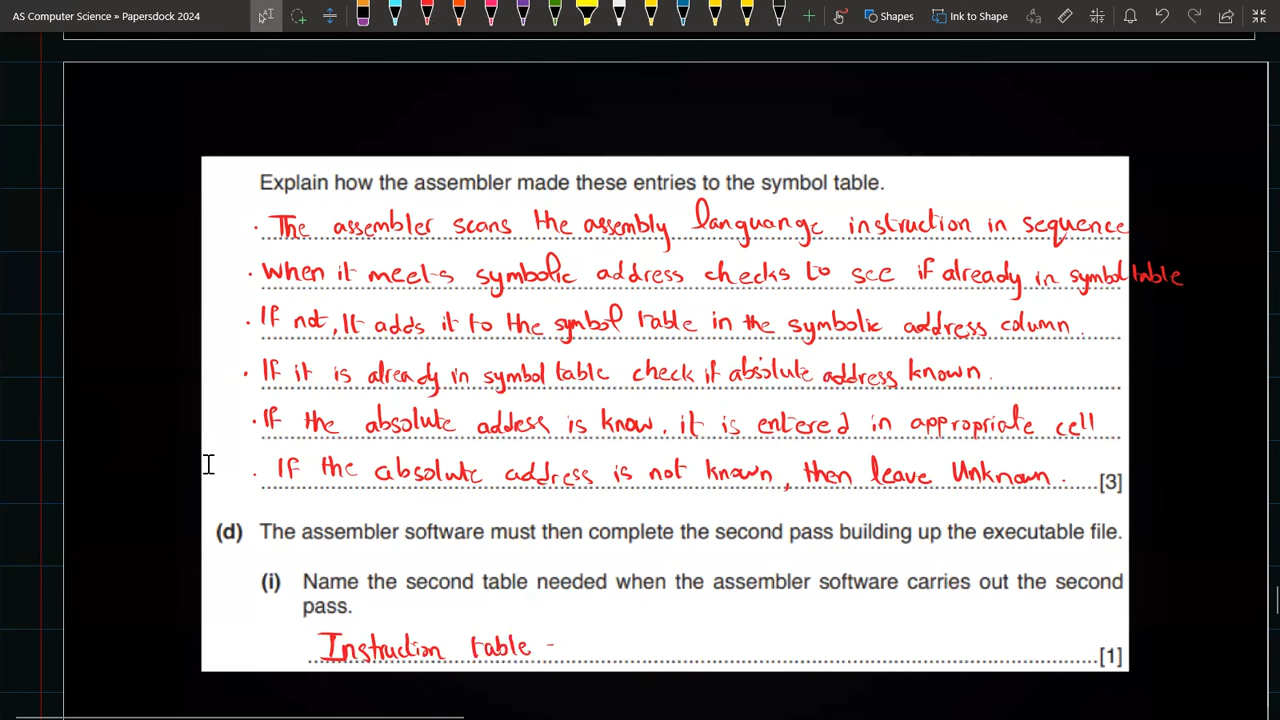 AS Computer Science » Papersdock 2024
Shapes
Ink to Shape
Explain how the assembler made these entries to the symbol table.
· The assembler scans the assembly languange instruction in sequence
· When it meets symbolic address checks to see if already in symbol table
· If not, It adds it to the symbol table in the symbolic address column.
· If it is already in symbol table check if absolute address known.
· If the absolute address is know, it is entered in appropriate cell
· If the absolute address is not known, then leave Unknown. [3]
(d) The assembler software must then complete the second pass building up the executable file.
(i) Name the second table needed when the assembler software carries out the second
pass.
Instruction table - [1]